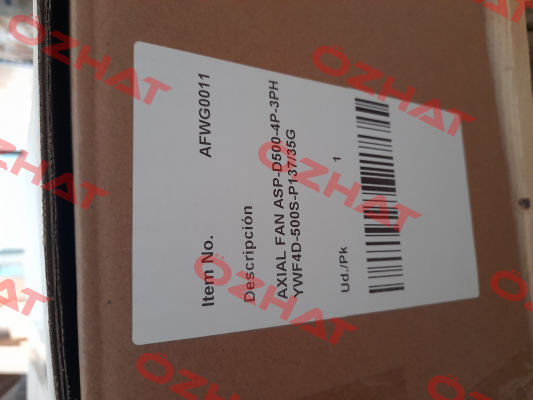 Item No. AFWG0011
Descripción
AXIAL FAN ASP-D500-4P-3PH
YWF4D-500S-P137/35G
Ud./Pk 1
OZHAT
OZHAT
OZHAT
OZHAT
OZHAT
OZHAT
OZHAT